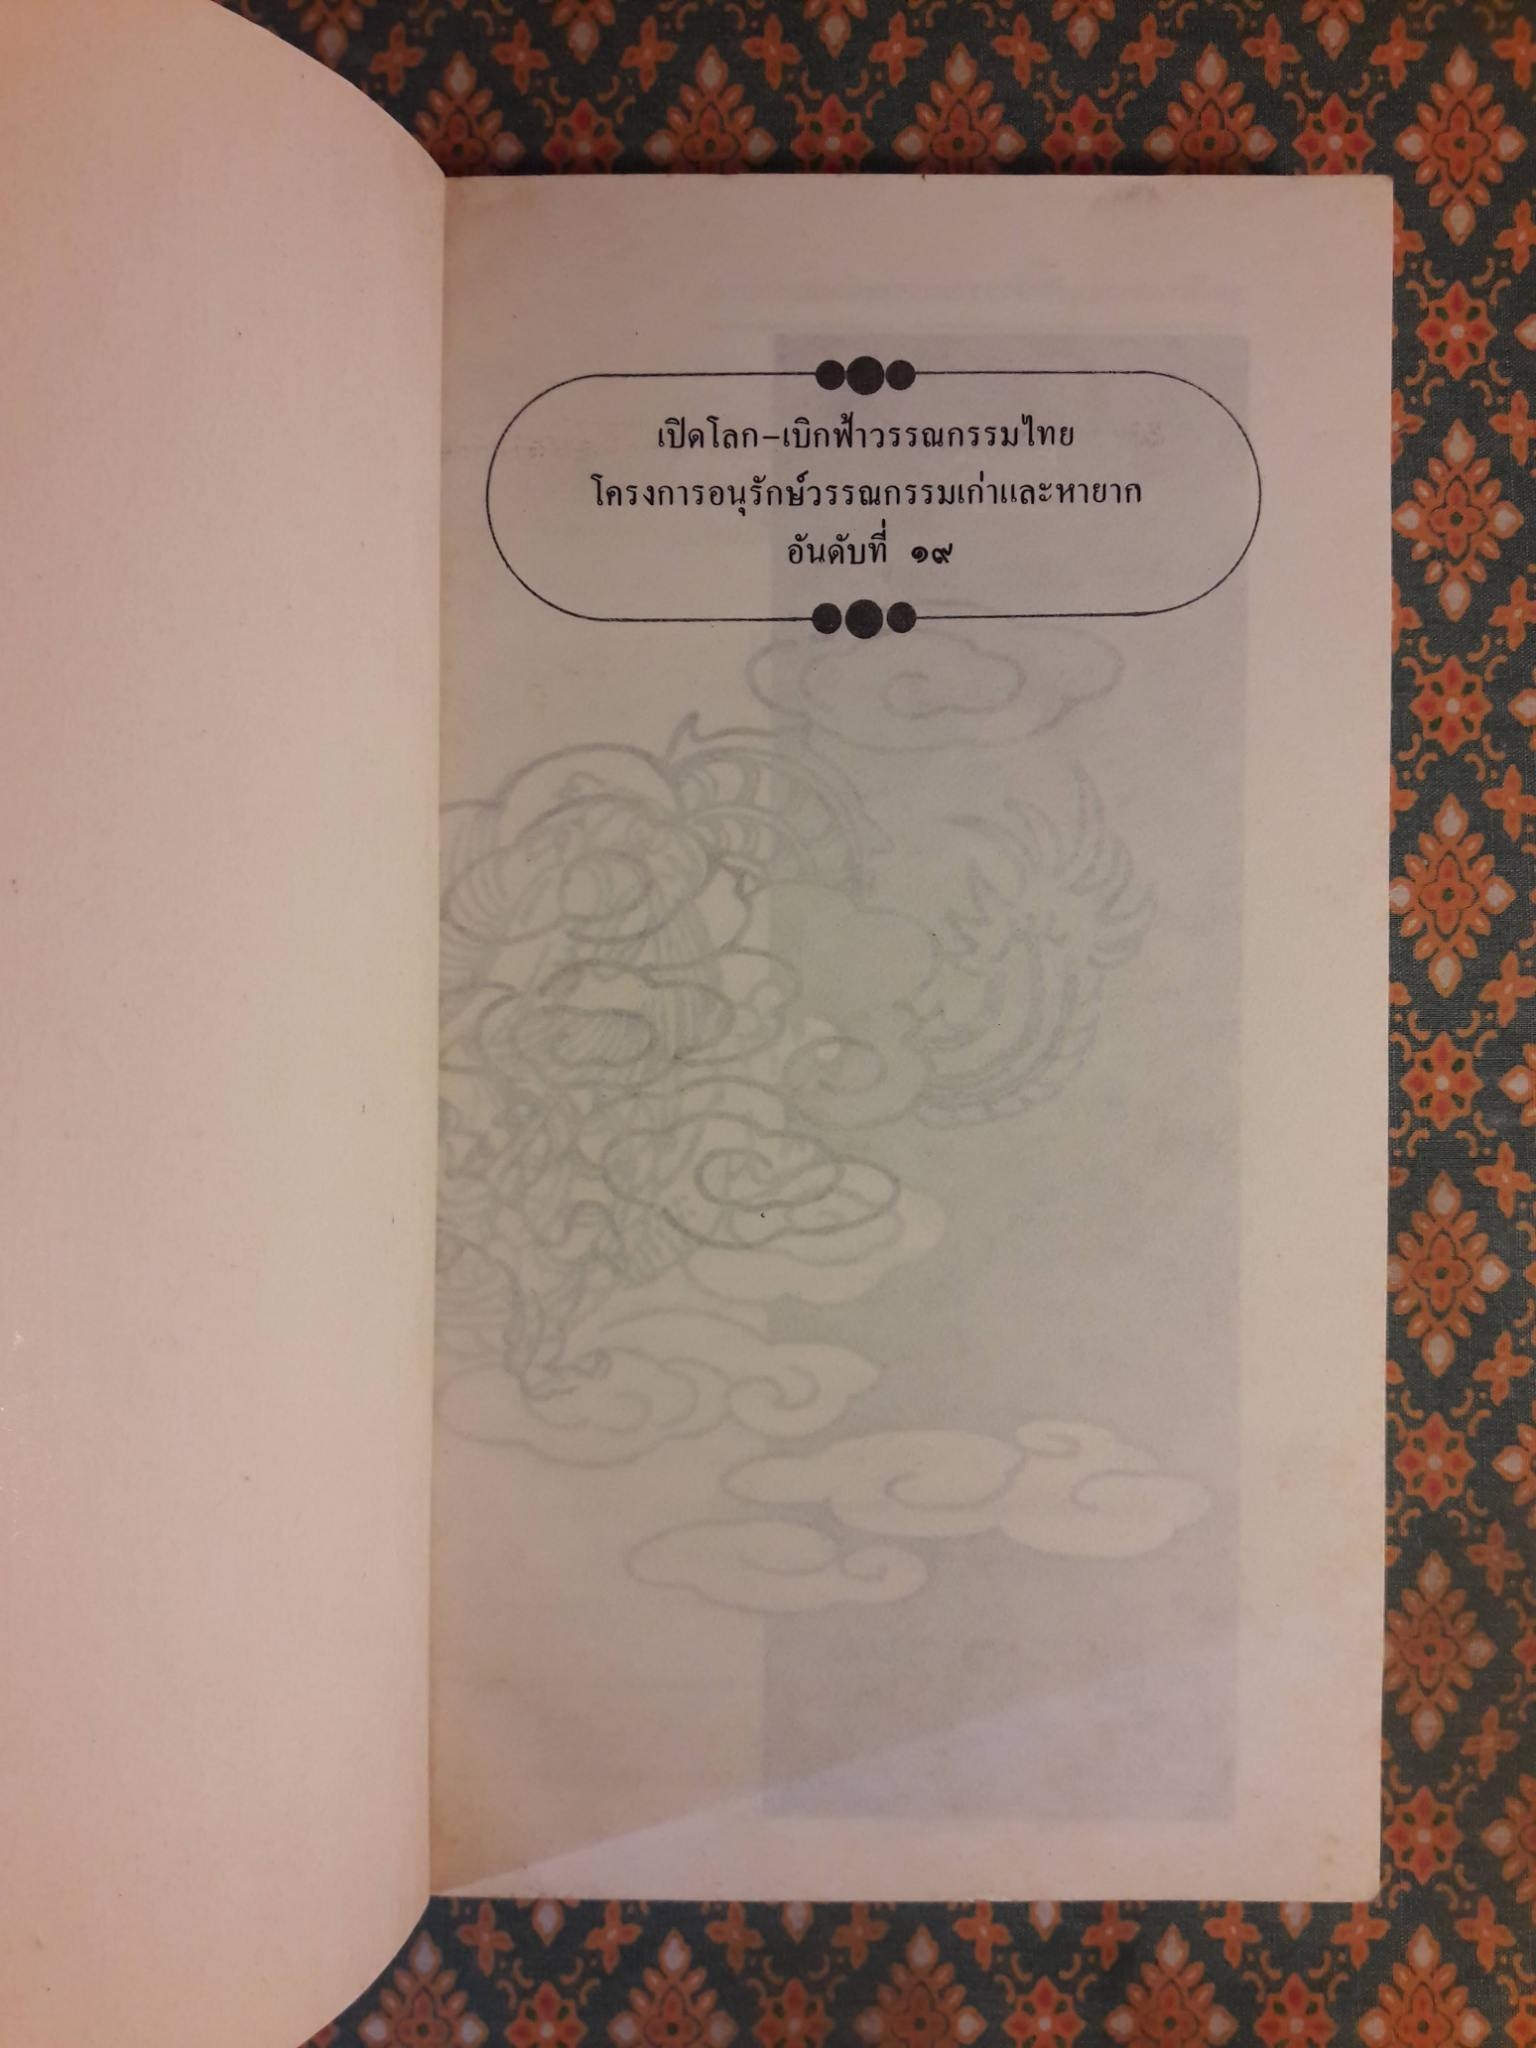 เปิดโลก-เบิกฟ้าวรรณกรรมไทย
โครงการอนุรักษ์วรรณกรรมเก่าและหายาก
อันดับที่ ๑๙